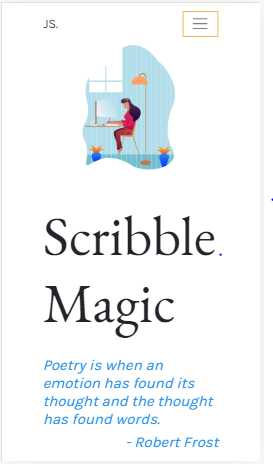 JS.
Scribble.
Magic
Poetry is when an
emotion has found its
thought and the thought
has found words.
- Robert Frost